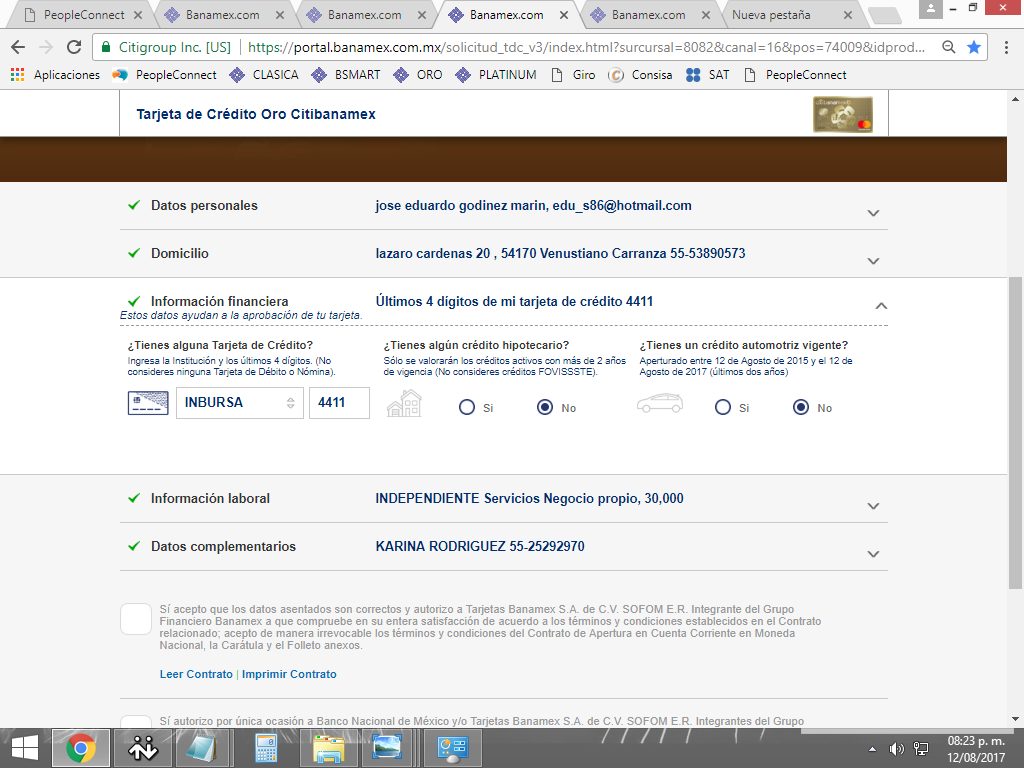 PeopleConnect
Banamex.com
Banamex.com
Banamex.com
Banamex.com
Nueva pestaña
Citigroup Inc. [US] https://portal.banamex.com.mx/solicitud_tdc_v3/index.html?surcursal=8082&canal=16&pos=74009&idprod...
Aplicaciones PeopleConnect CLASICA BSMART ORO PLATINUM Giro Consisa SAT PeopleConnect
Tarjeta de Crédito Oro Citibanamex
Datos personales jose eduardo godinez marin, edu_s86@hotmail.com
Domicilio lazaro cardenas 20 , 54170 Venustiano Carranza 55-53890573
Información financiera Últimos 4 dígitos de mi tarjeta de crédito 4411
Estos datos ayudan a la aprobación de tu tarjeta.
¿Tienes alguna Tarjeta de Crédito?
Ingresa la Institución y los últimos 4 dígitos. (No
consideres ninguna Tarjeta de Débito o Nómina).
INBURSA 4411
¿Tienes algún crédito hipotecario?
Sólo se valorarán los créditos activos con más de 2 años
de vigencia (No consideres créditos FOVISSSTE).
Si No
¿Tienes un crédito automotriz vigente?
Aperturado entre 12 de Agosto de 2015 y el 12 de
Agosto de 2017 (últimos dos años)
Si No
Información laboral INDEPENDIENTE Servicios Negocio propio, 30,000
Datos complementarios KARINA RODRIGUEZ 55-25292970
Sí acepto que los datos asentados son correctos y autorizo a Tarjetas Banamex S.A. de C.V. SOFOM E.R. Integrante del Grupo
Financiero Banamex a que compruebe en su entera satisfacción de acuerdo a los términos y condiciones establecidos en el Contrato
relacionado; acepto de manera irrevocable los términos y condiciones del Contrato de Apertura en Cuenta Corriente en Moneda
Nacional, la Carátula y el Folleto anexos.
Leer Contrato | Imprimir Contrato
Sí autorizo por única ocasión a Banco Nacional de México y/o Tarjetas Banamex S.A. de C.V. SOFOM E.R. Integrantes del Grupo
08:23 p. m.
12/08/2017